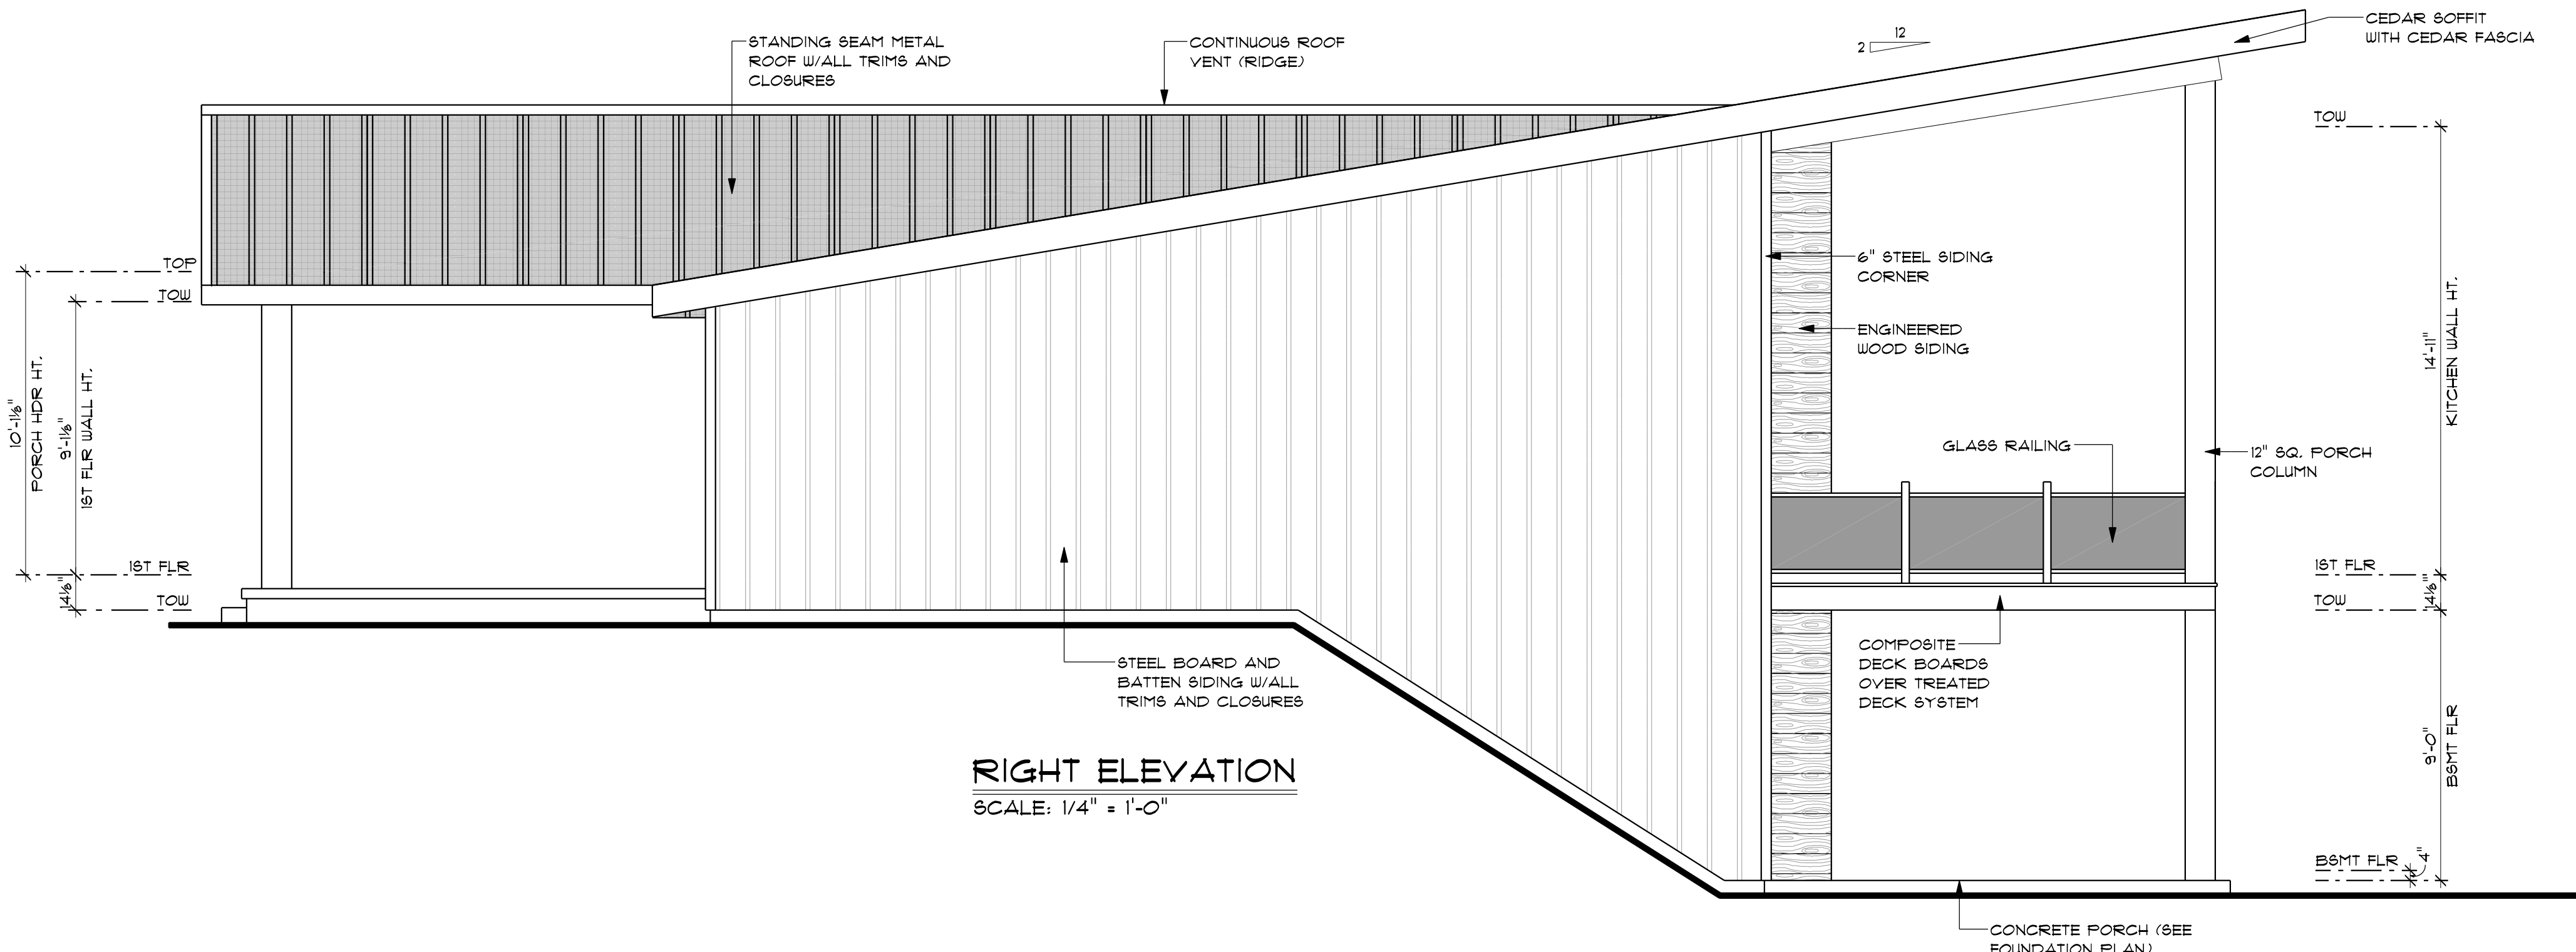 STANDING SEAM METAL
ROOF W/ALL TRIMS AND
CLOSURES
CONTINUOUS ROOF
VENT (RIDGE)
12
2
CEDAR SOFFIT
WITH CEDAR FASCIA
TOP
TOW
1ST FLR
TOW
10'-1⅛"
PORCH HDR HT.
9'-1⅛"
1ST FLR WALL HT.
14⅛"
6" STEEL SIDING
CORNER
ENGINEERED
WOOD SIDING
GLASS RAILING
12" SQ. PORCH
COLUMN
TOW
14'-11"
KITCHEN WALL HT.
1ST FLR
14⅛"
TOW
9'-0"
BSMT FLR
BSMT FLR
4"
STEEL BOARD AND
BATTEN SIDING W/ALL
TRIMS AND CLOSURES
COMPOSITE
DECK BOARDS
OVER TREATED
DECK SYSTEM
RIGHT ELEVATION
SCALE: 1/4" = 1'-0"
CONCRETE PORCH (SEE
FOUNDATION PLAN)